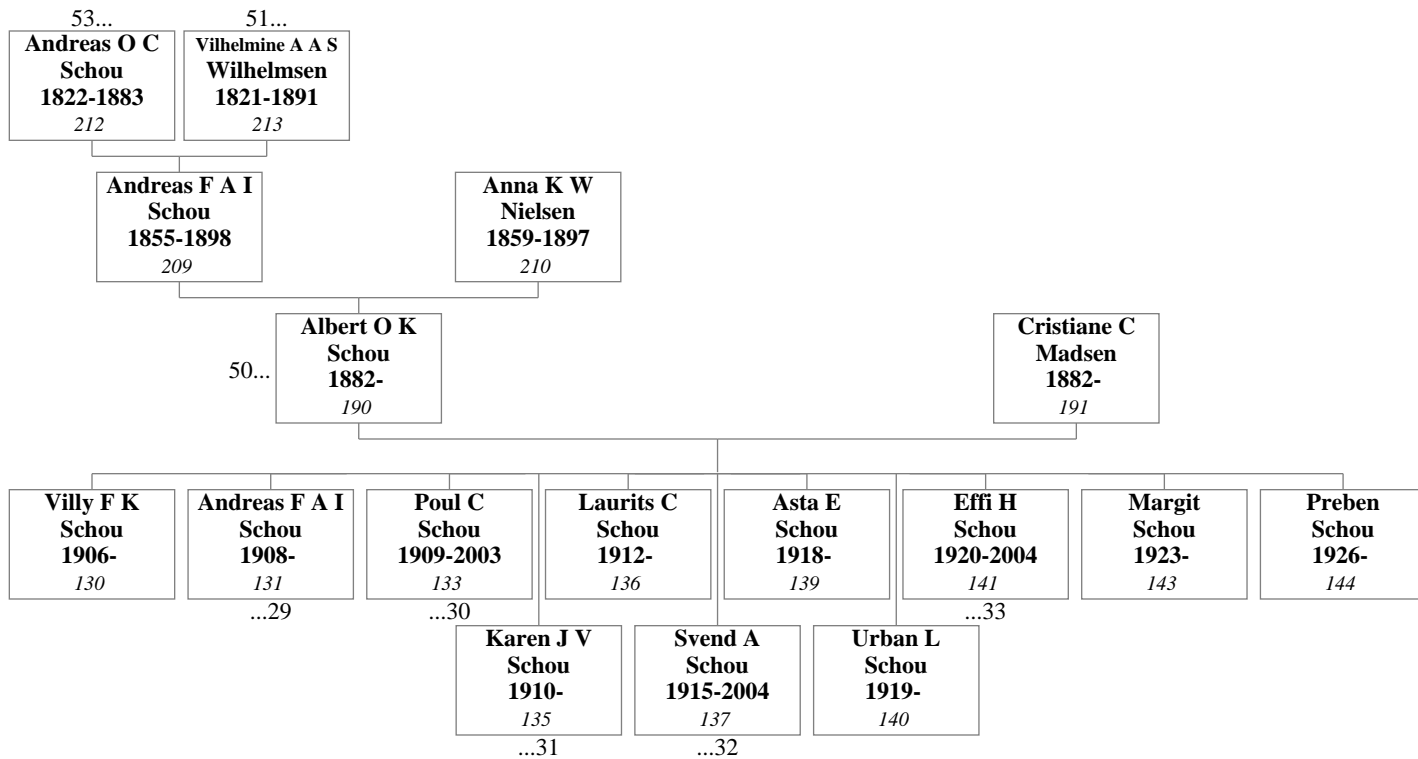 53...
Andreas O C
Schou
1822-1883
212
51...
Vilhelmine A A S
Wilhelmsen
1821-1891
213
Andreas F A I
Schou
1855-1898
209
Anna K W
Nielsen
1859-1897
210
50...
Albert O K
Schou
1882-
190
Cristiane C
Madsen
1882-
191
Villy F K
Schou
1906-
130
Andreas F A I
Schou
1908-
131
...29
Poul C
Schou
1909-2003
133
...30
Laurits C
Schou
1912-
136
Asta E
Schou
1918-
139
Effi H
Schou
1920-2004
141
...33
Margit
Schou
1923-
143
Preben
Schou
1926-
144
Karen J V
Schou
1910-
135
...31
Svend A
Schou
1915-2004
137
...32
Urban L
Schou
1919-
140